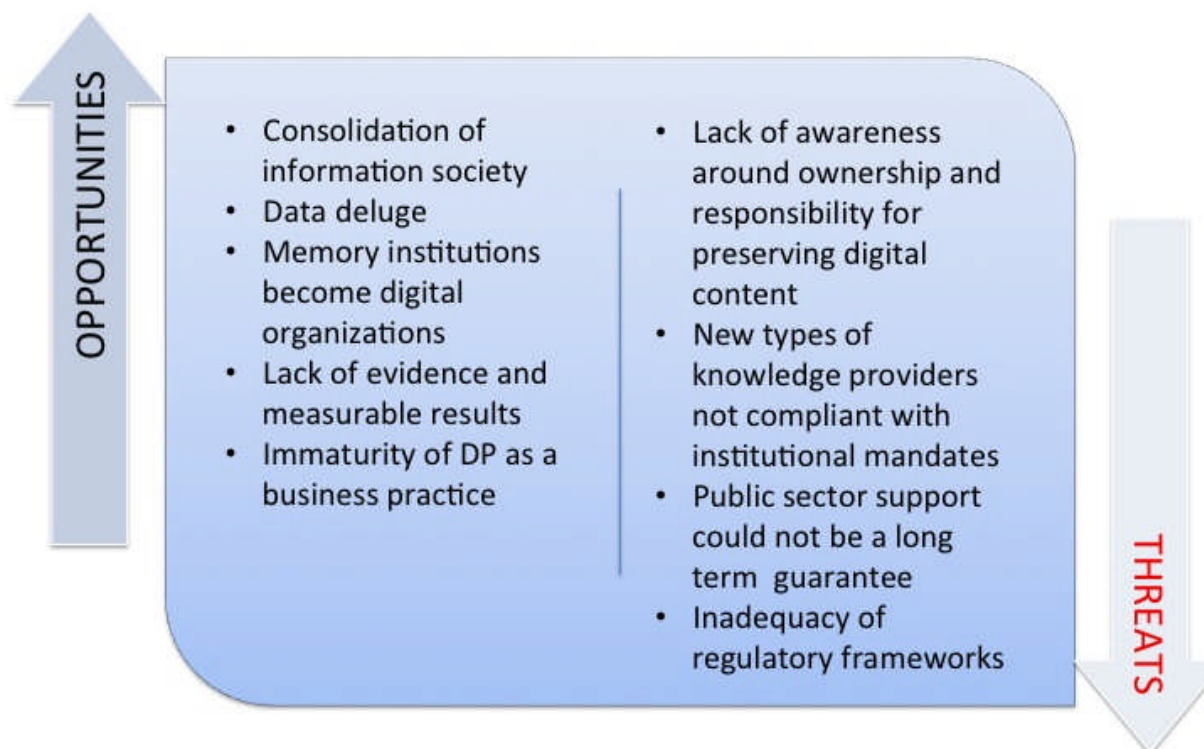 OPPORTUNITIES
• Consolidation of
information society
• Data deluge
• Memory institutions
become digital
organizations
• Lack of evidence and
measurable results
• Immaturity of DP as a
business practice
• Lack of awareness
around ownership and
responsibility for
preserving digital
content
• New types of
knowledge providers
not compliant with
institutional mandates
• Public sector support
could not be a long
term guarantee
• Inadequacy of
regulatory frameworks
THREATS